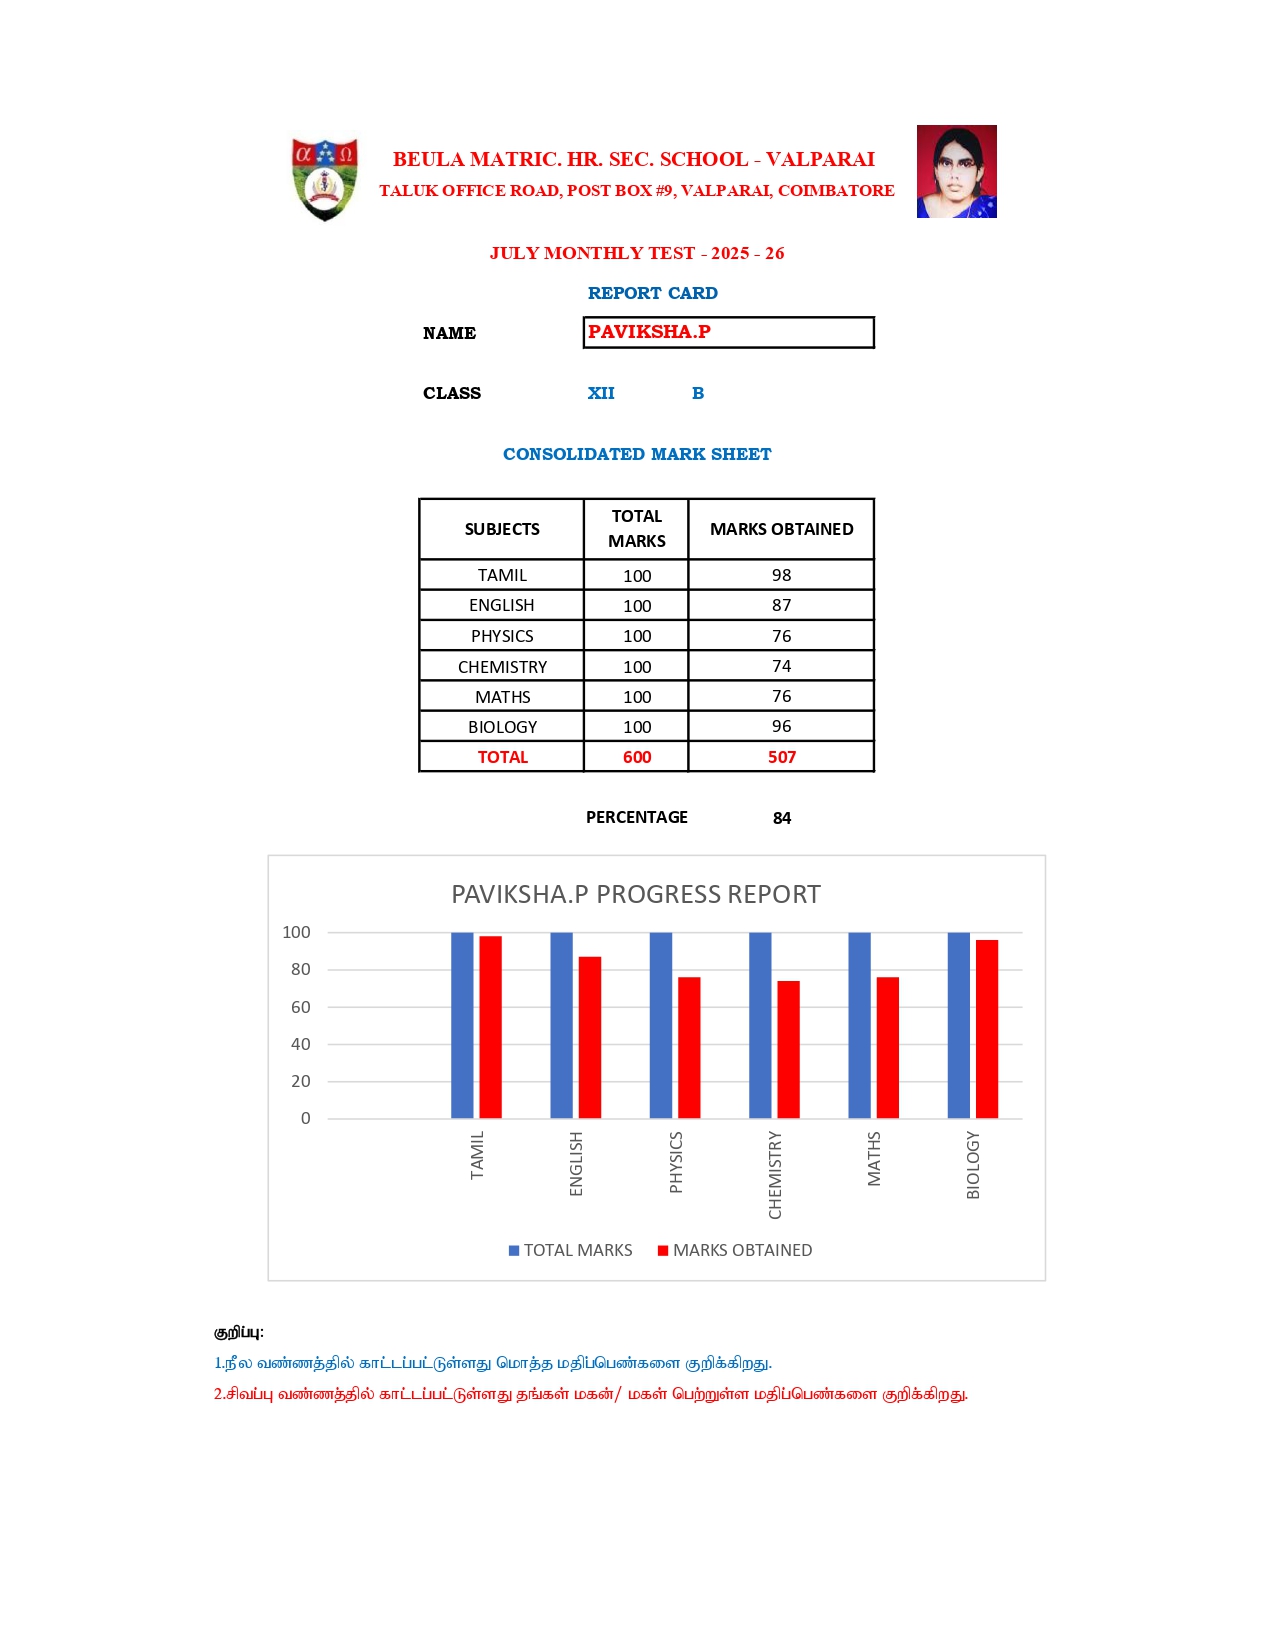 α Ω
BEULA MATRIC. HR. SEC. SCHOOL - VALPARAI
TALUK OFFICE ROAD, POST BOX #9, VALPARAI, COIMBATORE
JULY MONTHLY TEST - 2025 - 26
REPORT CARD
NAME PAVIKSHA.P
CLASS XII B
CONSOLIDATED MARK SHEET
SUBJECTS TOTAL MARKS MARKS OBTAINED
TAMIL 100 98
ENGLISH 100 87
PHYSICS 100 76
CHEMISTRY 100 74
MATHS 100 76
BIOLOGY 100 96
TOTAL 600 507
PERCENTAGE 84
PAVIKSHA.P PROGRESS REPORT
100
80
60
40
20
0
TAMIL ENGLISH PHYSICS CHEMISTRY MATHS BIOLOGY
TOTAL MARKS MARKS OBTAINED
குறிப்பு:
1.நீல வண்ணத்தில் காட்டப்பட்டுள்ளது மொத்த மதிப்பெண்களை குறிக்கிறது.
2.சிவப்பு வண்ணத்தில் காட்டப்பட்டுள்ளது தங்கள் மகன்/ மகள் பெற்றுள்ள மதிப்பெண்களை குறிக்கிறது.